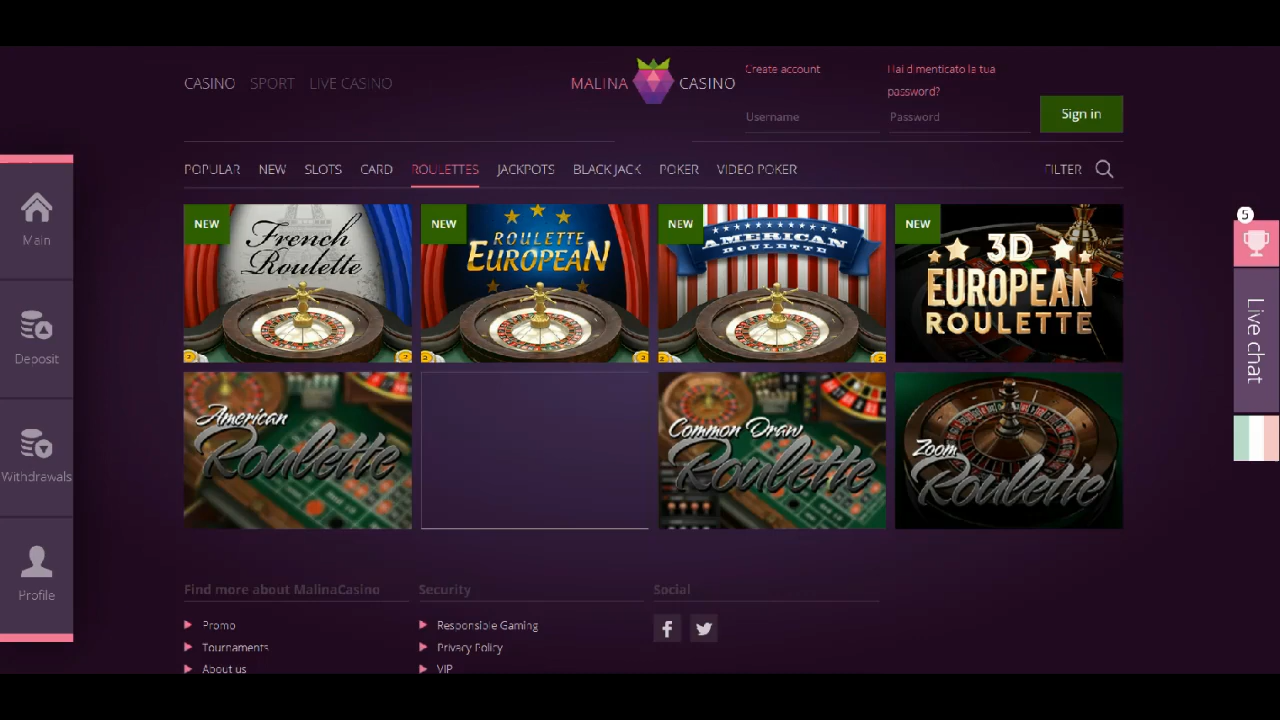 CASINO SPORT LIVE CASINO
MALINA CASINO
Create account
Hai dimenticato la tua
password?
Username
Password
Sign in
POPULAR NEW SLOTS CARD ROULETTES JACKPOTS BLACK JACK POKER VIDEO POKER
FILTER
NEW
French
Roulette
NEW
ROULETTE
EUROPEAN
NEW
AMERICAN
ROULETTE
NEW
3D
EUROPEAN
ROULETTE
American
Roulette
Common Draw
Roulette
Zoom
Roulette
Main
Deposit
Withdrawals
Profile
5
Live chat
Find more about MalinaCasino
Promo
Tournaments
About us
Security
Responsible Gaming
Privacy Policy
VIP
Social